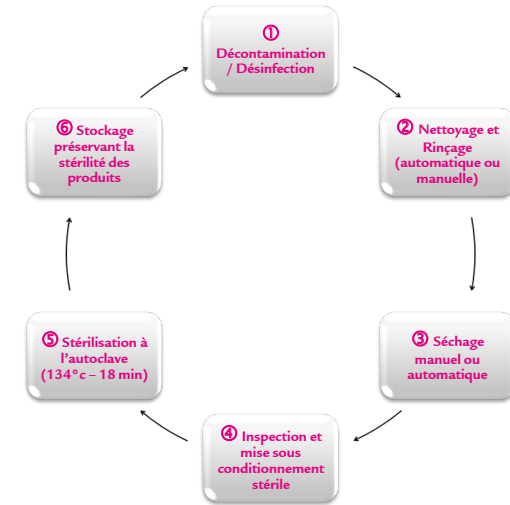 ①
Décontamination
/ Désinfection
② Nettoyage et
Rinçage
(automatique ou
manuelle)
③ Séchage
manuel ou
automatique
④ Inspection et
mise sous
conditionnement
stérile
⑤ Stérilisation à
l'autoclave
(134°c – 18 min)
⑥ Stockage
préservant la
stérilité des
produits